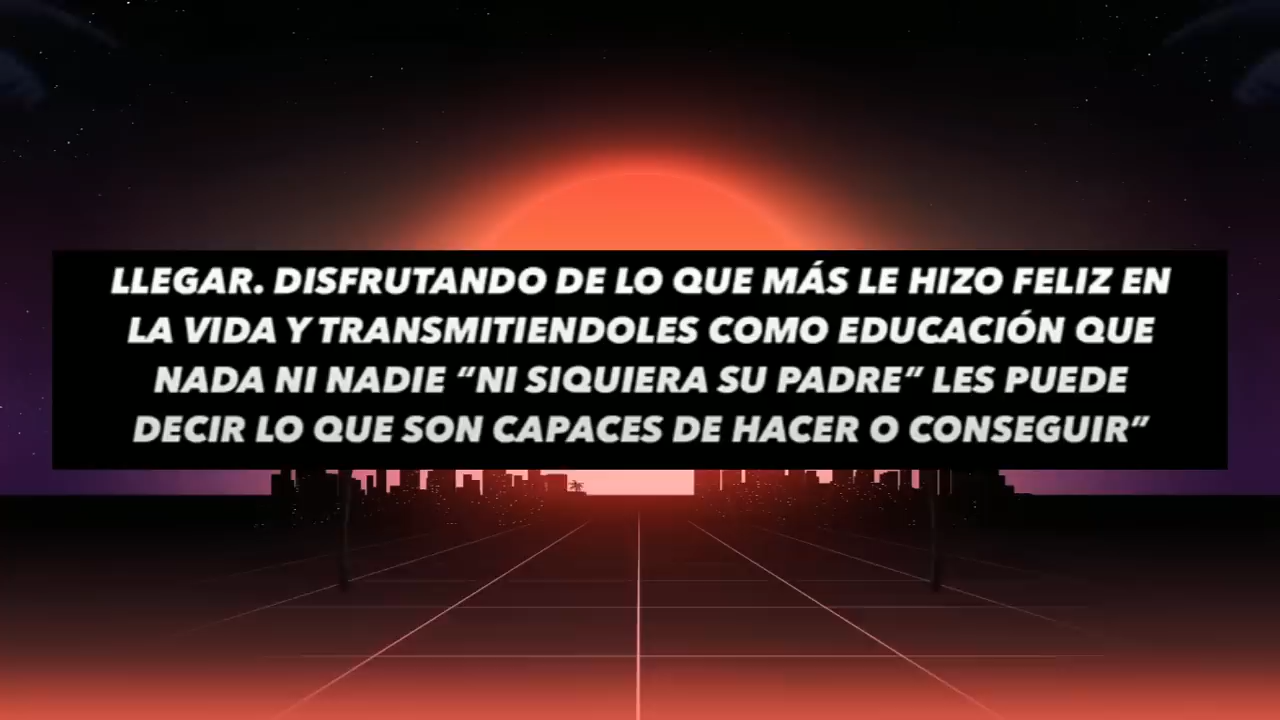 LLEGAR. DISFRUTANDO DE LO QUE MÁS LE HIZO FELIZ EN
LA VIDA Y TRANSMITIENDOLES COMO EDUCACIÓN QUE
NADA NI NADIE “NI SIQUIERA SU PADRE” LES PUEDE
DECIR LO QUE SON CAPACES DE HACER O CONSEGUIR”